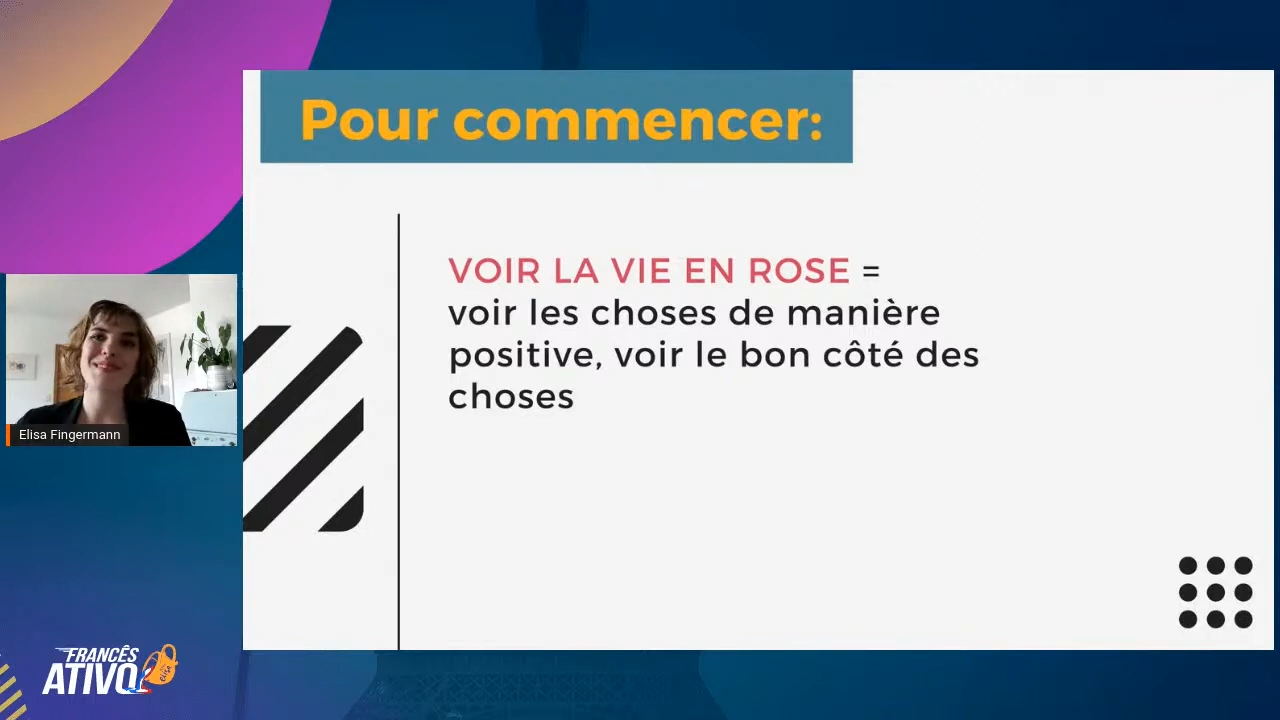 Pour commencer:
VOIR LA VIE EN ROSE =
voir les choses de manière
positive, voir le bon côté des
choses
Elisa Fingermann
FRANCÊS
ATIVO
ELISA